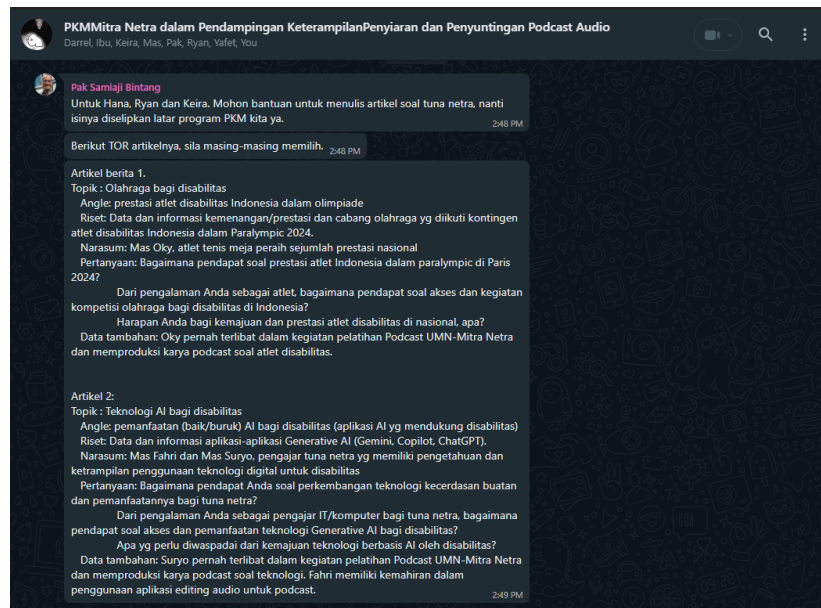 PKMMitra Netra dalam Pendampingan KeterampilanPenyiaran dan Penyuntingan Podcast Audio
Darrel, Ibu, Keira, Mas, Pak, Ryan, Yafet, You
Pak Samiaji Bintang
Untuk Hana, Ryan dan Keira. Mohon bantuan untuk menulis artikel soal tuna netra, nanti
isinya diselipkan latar program PKM kita ya.
2:48 PM
Berikut TOR artikelnya, sila masing-masing memilih.
2:48 PM
Artikel berita 1.
Topik : Olahraga bagi disabilitas
Angle: prestasi atlet disabilitas Indonesia dalam olimpiade
Riset: Data dan informasi kemenangan/prestasi dan cabang olahraga yg diikuti kontingen
atlet disabilitas Indonesia dalam Paralympic 2024.
Narasum: Mas Oky, atlet tenis meja peraih sejumlah prestasi nasional
Pertanyaan: Bagaimana pendapat soal prestasi atlet Indonesia dalam paralympic di Paris
2024?
Dari pengalaman Anda sebagai atlet, bagaimana pendapat soal akses dan kegiatan
kompetisi olahraga bagi disabilitas di Indonesia?
Harapan Anda bagi kemajuan dan prestasi atlet disabilitas di nasional, apa?
Data tambahan: Oky pernah terlibat dalam kegiatan pelatihan Podcast UMN-Mitra Netra
dan memproduksi karya podcast soal atlet disabilitas.
Artikel 2:
Topik : Teknologi AI bagi disabilitas
Angle: pemanfaatan (baik/buruk) AI bagi disabilitas (aplikasi AI yg mendukung disabilitas)
Riset: Data dan informasi aplikasi-aplikasi Generative AI (Gemini, Copilot, ChatGPT).
Narasum: Mas Fahri dan Mas Suryo, pengajar tuna netra yg memiliki pengetahuan dan
ketrampilan penggunaan teknologi digital untuk disabilitas
Pertanyaan: Bagaimana pendapat Anda soal perkembangan teknologi kecerdasan buatan
dan pemanfaatannya bagi tuna netra?
Dari pengalaman Anda sebagai pengajar IT/komputer bagi tuna netra, bagaimana
pendapat soal akses dan pemanfaatan teknologi Generative AI bagi disabilitas?
Apa yg perlu diwaspadai dari kemajuan teknologi berbasis AI oleh disabilitas?
Data tambahan: Suryo pernah terlibat dalam kegiatan pelatihan Podcast UMN-Mitra Netra
dan memproduksi karya podcast soal teknologi. Fahri memiliki kemahiran dalam
penggunaan aplikasi editing audio untuk podcast.
2:49 PM